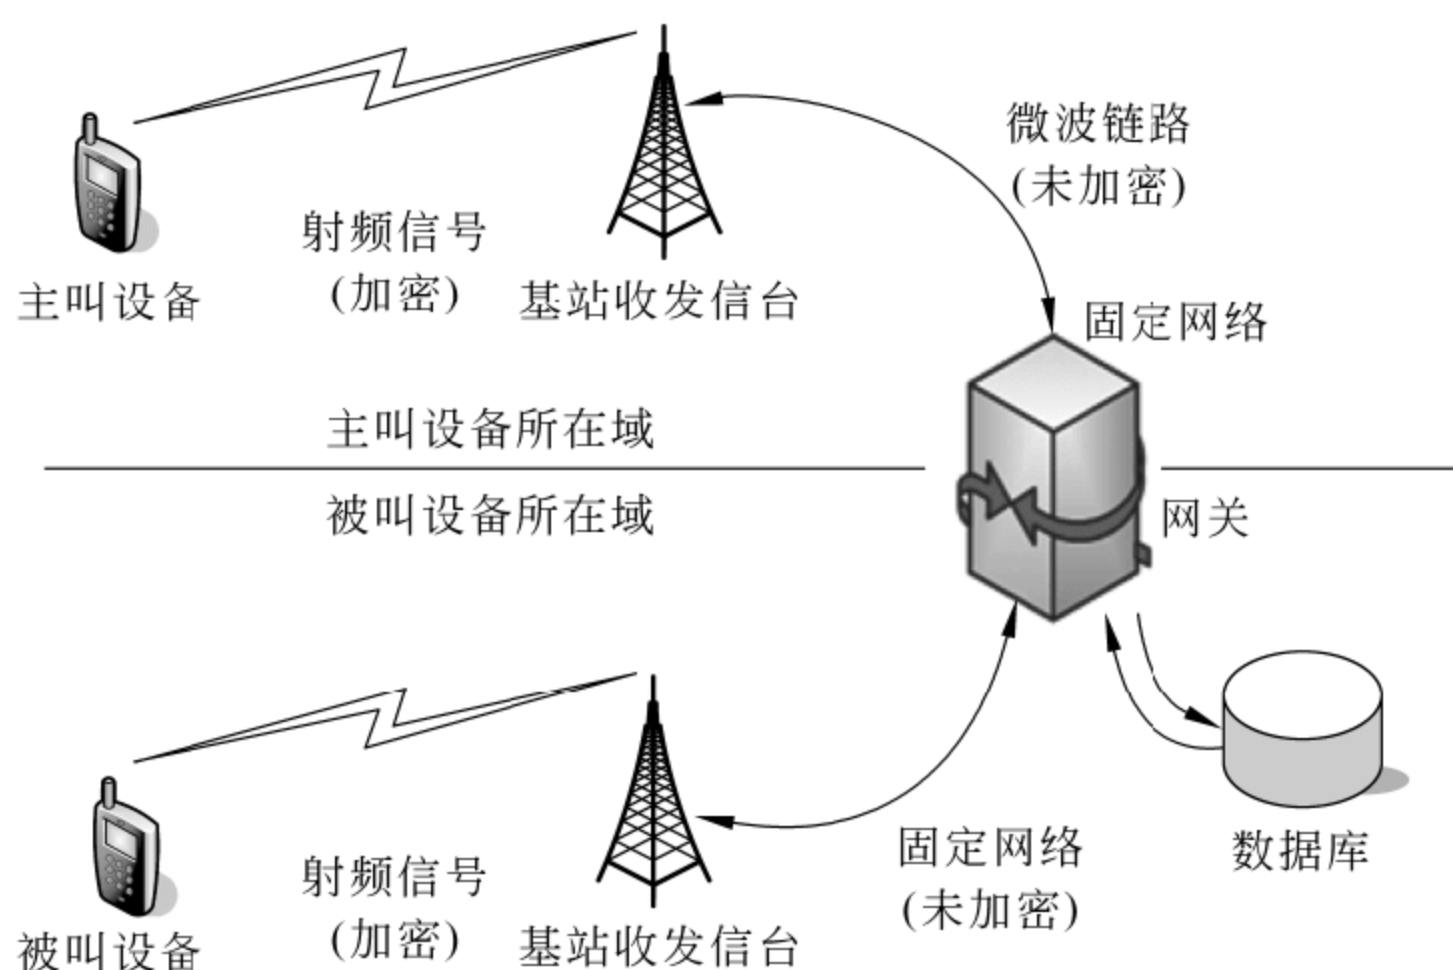 微波链路
(未加密)
射频信号
(加密)
主叫设备
基站收发信台
固定网络
主叫设备所在域
被叫设备所在域
网关
射频信号
(加密)
被叫设备
基站收发信台
固定网络
(未加密)
数据库